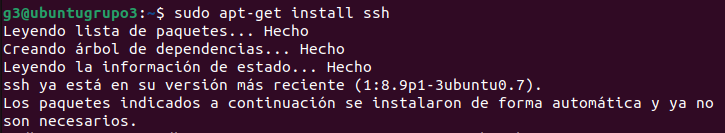 g3@ubuntugrupo3:~$ sudo apt-get install ssh
Leyendo lista de paquetes... Hecho
Creando árbol de dependencias... Hecho
Leyendo la información de estado... Hecho
ssh ya está en su versión más reciente (1:8.9p1-3ubuntu0.7).
Los paquetes indicados a continuación se instalaron de forma automática y ya no
son necesarios.